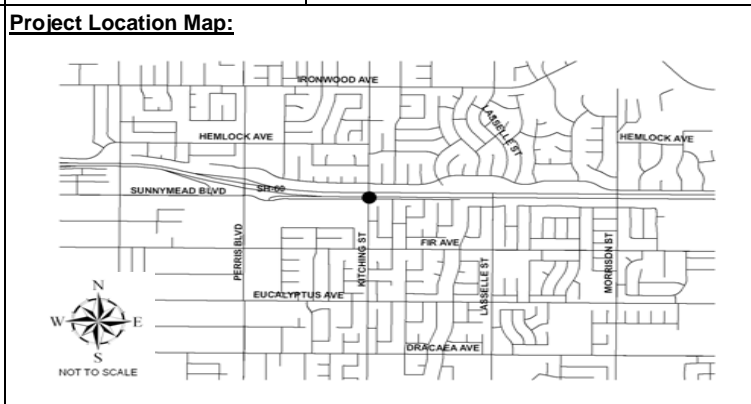 Project Location Map:
IRONWOOD AVE
LASSELLE ST
HEMLOCK AVE
HEMLOCK AVE
SUNNYMEAD BLVD
SH-60
PERRIS BLVD
KITCHING ST
FIR AVE
LASSELLE ST
MORRISON ST
EUCALYPTUS AVE
DRACAEA AVE
N
W
E
S
NOT TO SCALE